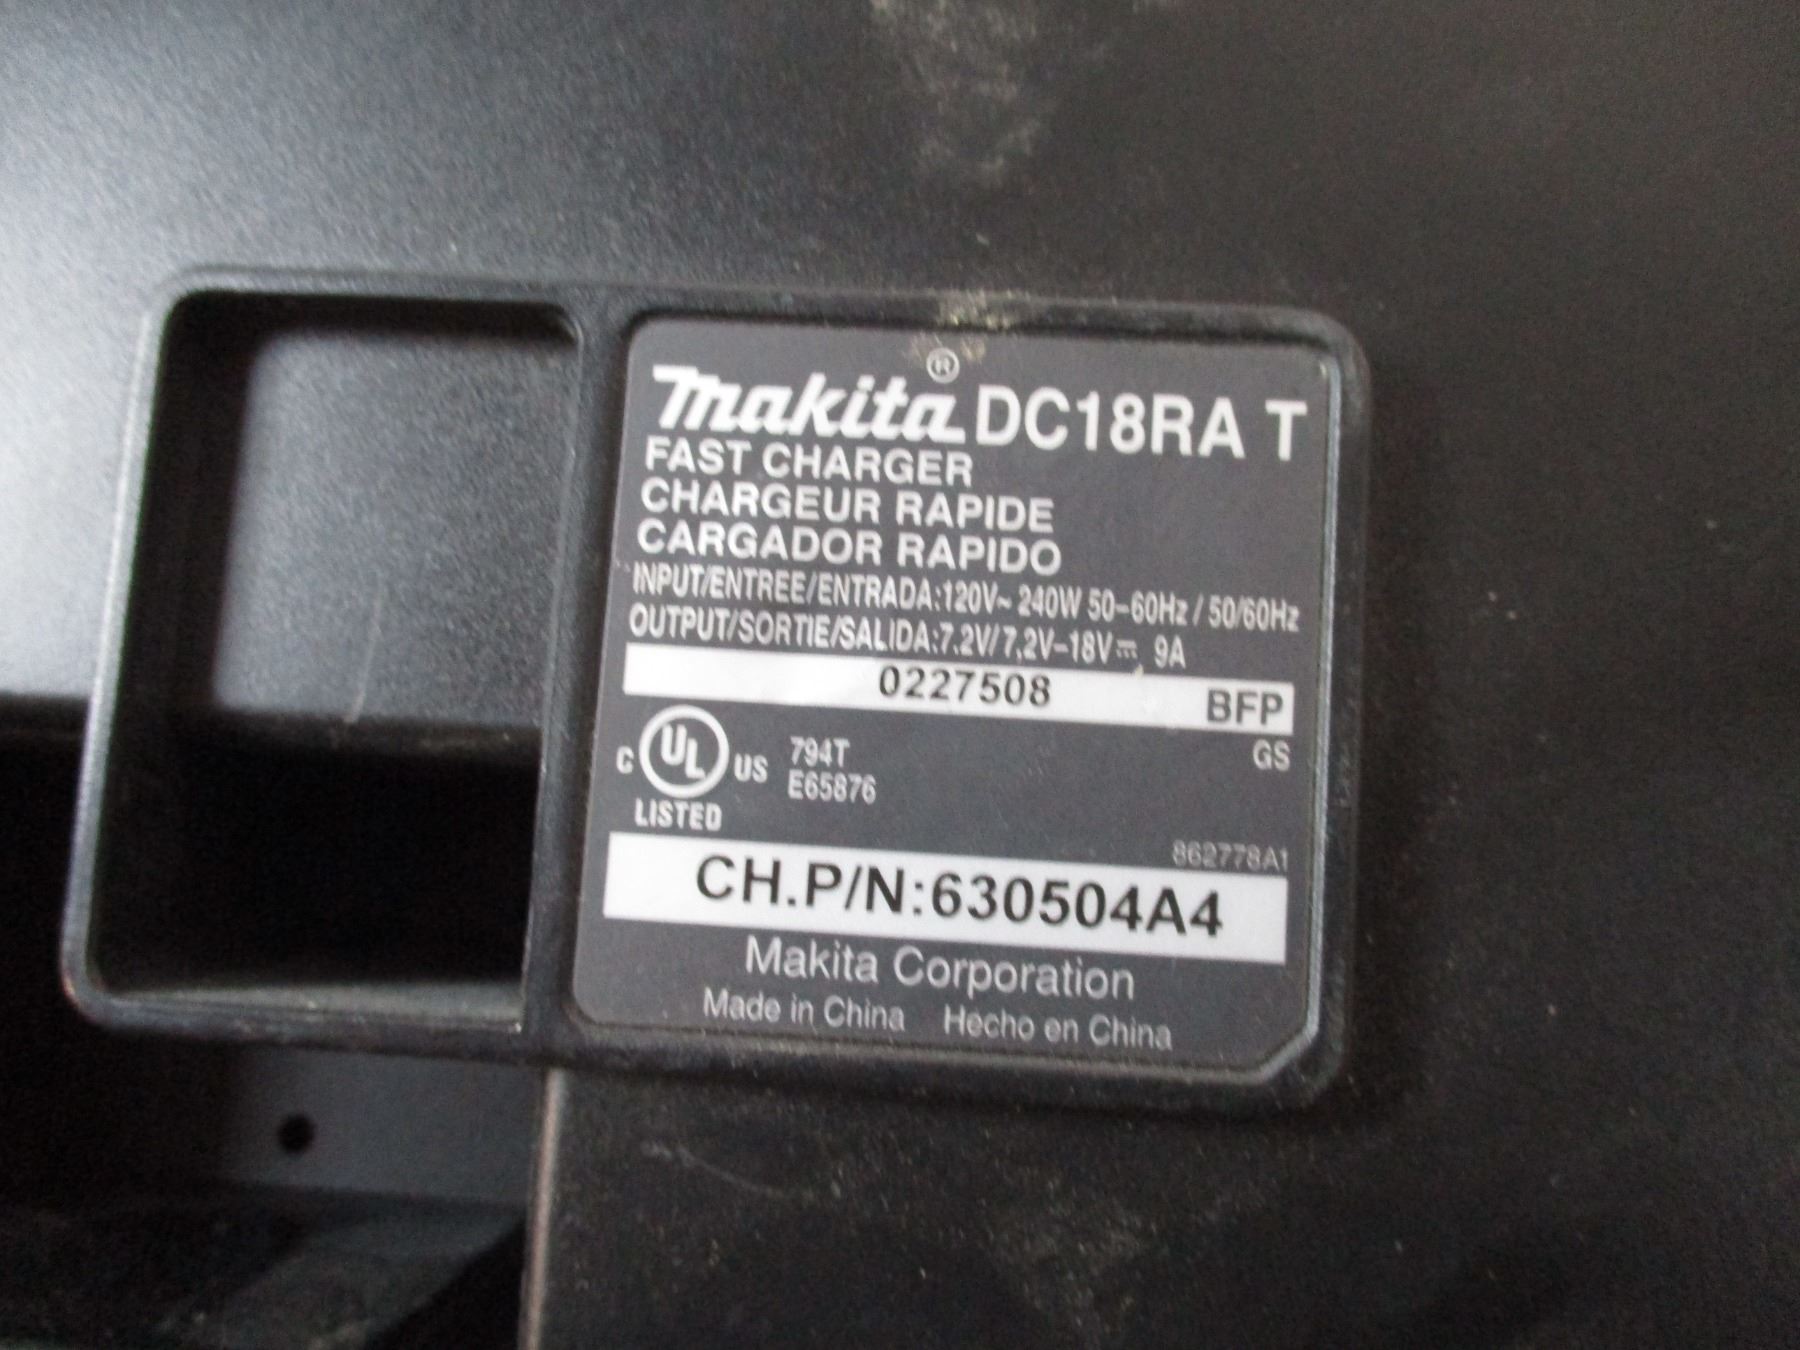 makita® DC18RA T
FAST CHARGER
CHARGEUR RAPIDE
CARGADOR RAPIDO
INPUT/ENTREE/ENTRADA:120V~ 240W 50-60Hz / 50/60Hz
OUTPUT/SORTIE/SALIDA:7.2V/7,2V-18V⎓ 9A
0227508 BFP
C UL US 794T GS
E65876
LISTED
862778A1
CH.P/N:630504A4
Makita Corporation
Made in China Hecho en China